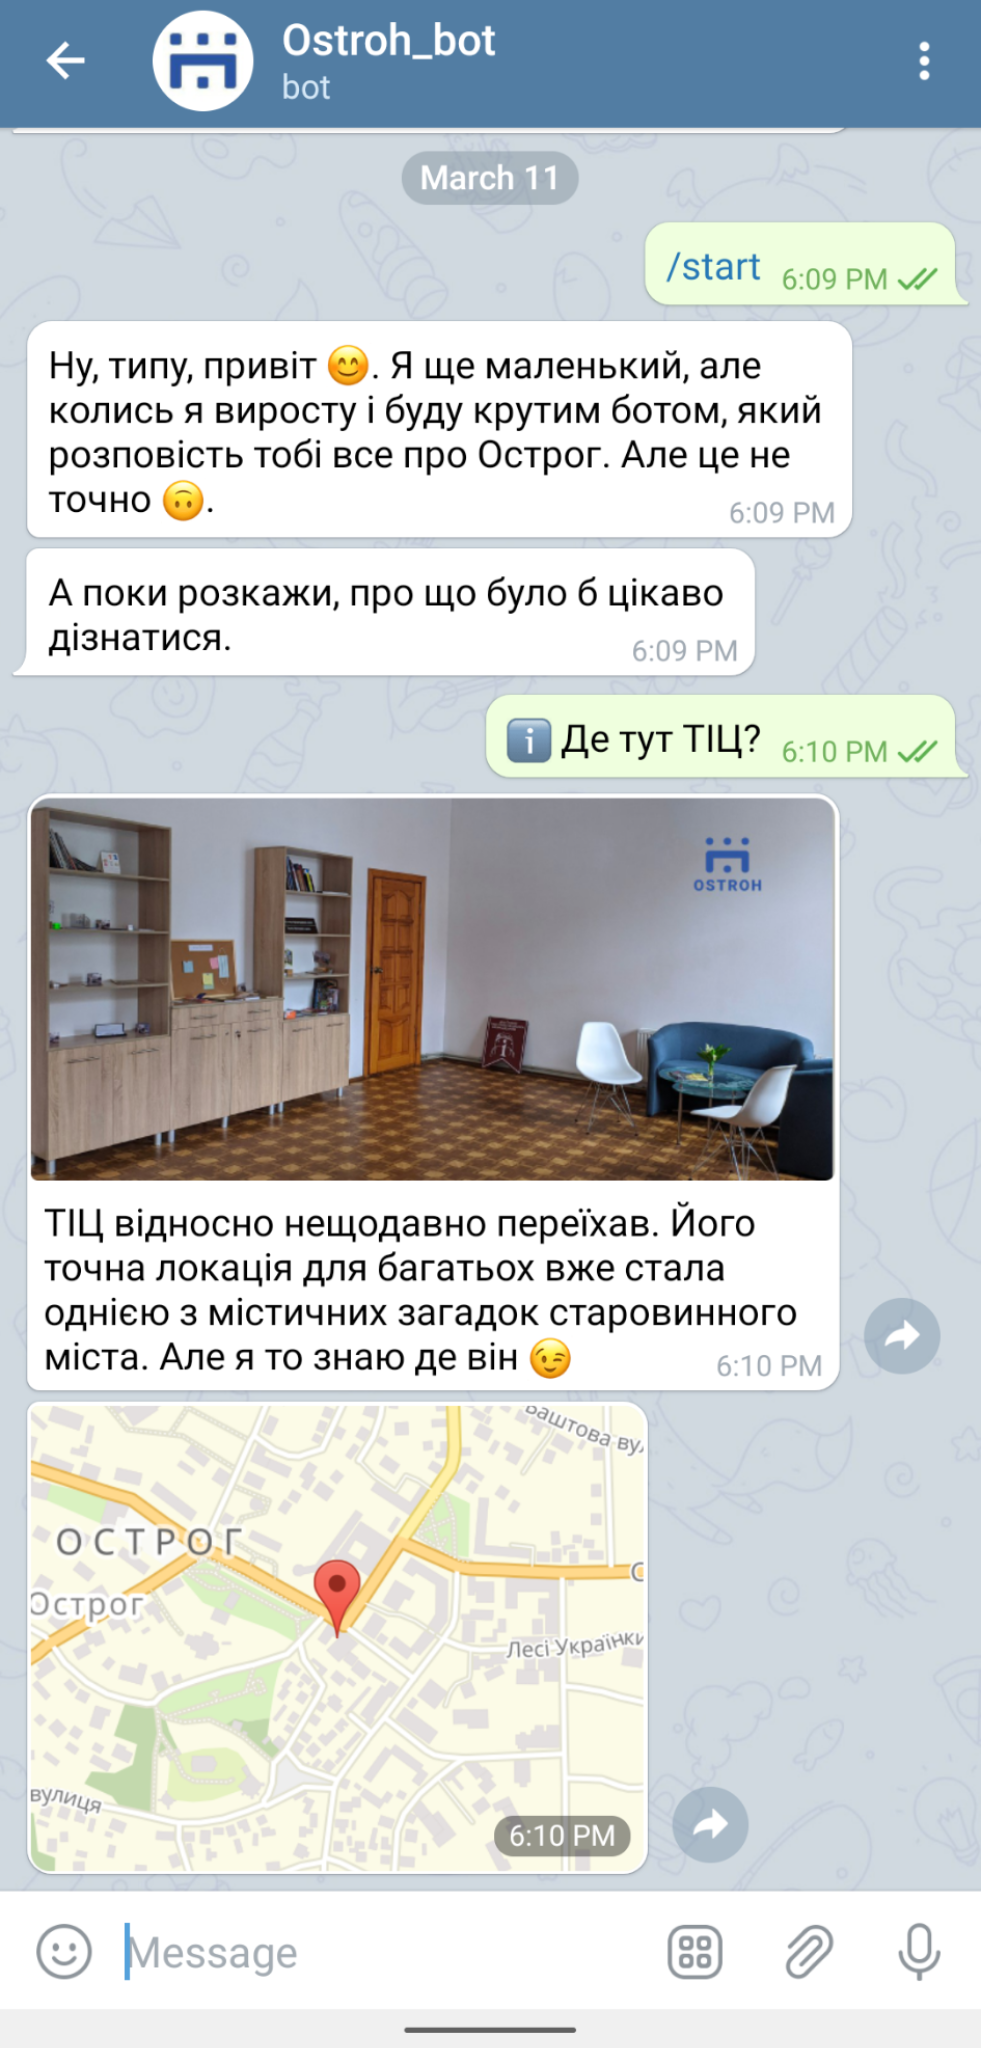 Ostroh_bot
bot
March 11
/start 6:09 PM
Ну, типу, привіт 😊. Я ще маленький, але
колись я виросту і буду крутим ботом, який
розповість тобі все про Острог. Але це не
точно 🙃.
6:09 PM
А поки розкажи, про що було б цікаво
дізнатися.
6:09 PM
ℹ️ Де тут ТІЦ? 6:10 PM
OSTROH
ТІЦ відносно нещодавно переїхав. Його
точна локація для багатьох вже стала
однією з містичних загадок старовинного
міста. Але я то знаю де він 😉
6:10 PM
Баштова ву
ОСТРОГ
Острог
Лесі Українки
вулиця
6:10 PM
Message